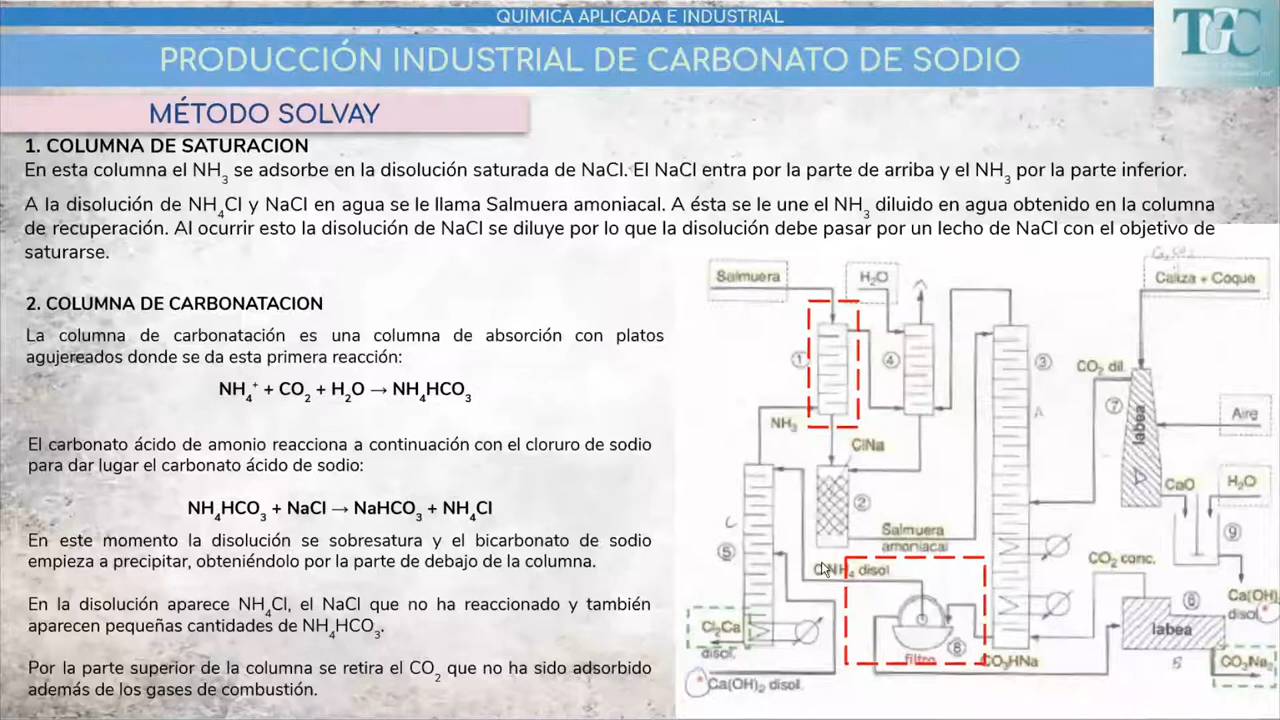 QUÍMICA APLICADA E INDUSTRIAL
TGC
PRODUCCIÓN INDUSTRIAL DE CARBONATO DE SODIO
MÉTODO SOLVAY
1. COLUMNA DE SATURACION
En esta columna el NH3 se adsorbe en la disolución saturada de NaCl. El NaCl entra por la parte de arriba y el NH3 por la parte inferior.
A la disolución de NH4Cl y NaCl en agua se le llama Salmuera amoniacal. A ésta se le une el NH3 diluido en agua obtenido en la columna
de recuperación. Al ocurrir esto la disolución de NaCl se diluye por lo que la disolución debe pasar por un lecho de NaCl con el objetivo de
saturarse.
2. COLUMNA DE CARBONATACION
La columna de carbonatación es una columna de absorción con platos
agujereados donde se da esta primera reacción:
NH4+ + CO2 + H2O → NH4HCO3
El carbonato ácido de amonio reacciona a continuación con el cloruro de sodio
para dar lugar el carbonato ácido de sodio:
NH4HCO3 + NaCl → NaHCO3 + NH4Cl
En este momento la disolución se sobresatura y el bicarbonato de sodio
empieza a precipitar, obteniéndolo por la parte de debajo de la columna.
En la disolución aparece NH4Cl, el NaCl que no ha reaccionado y también
aparecen pequeñas cantidades de NH4HCO3.
Por la parte superior de la columna se retira el CO2 que no ha sido adsorbido
además de los gases de combustión.
Salmuera
H2O
Caliza + Coque
①
④
③
CO2 dil.
⑦
labea
Aire
A
NH3
ClNa
CaO
H2O
②
Salmuera
amoniacal
⑤
⑨
CO2 conc.
NH4 disol
Ca(OH)
disol
⑥
labea
Cl2Ca
disol.
⑧
filtro
CO3HNa
CO3Na2
Ca(OH)2 disol.